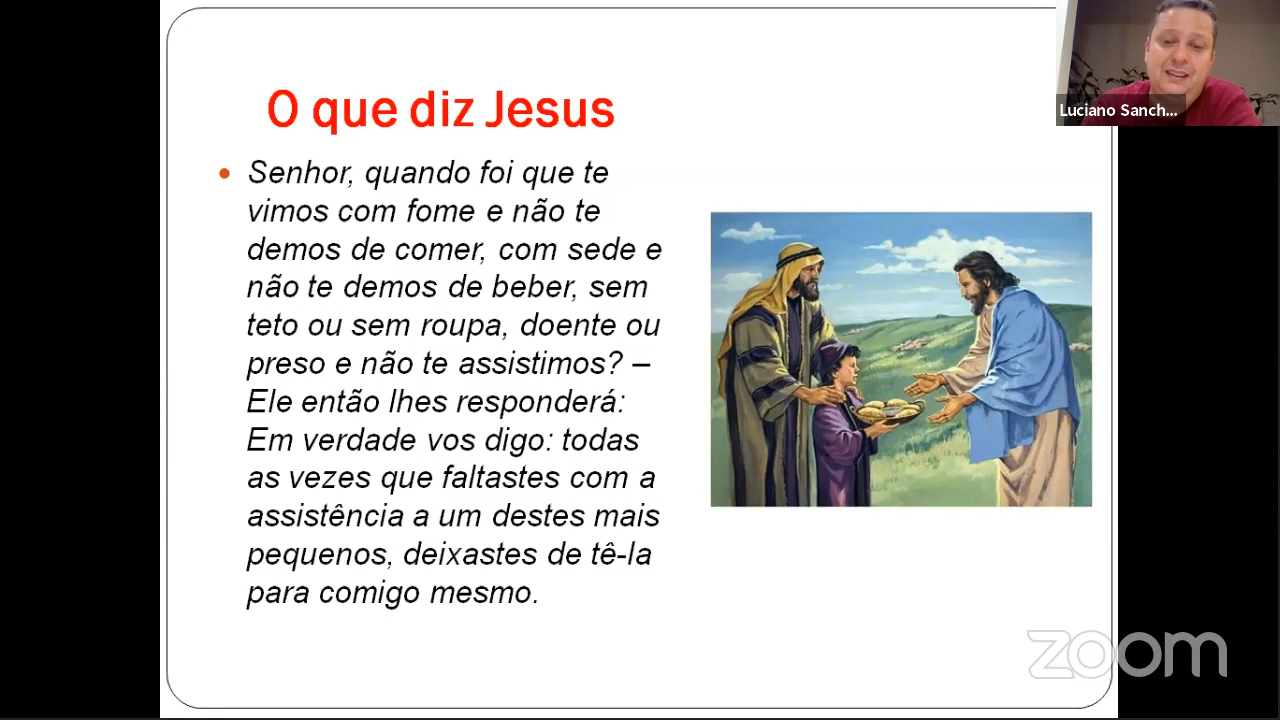 O que diz Jesus
Luciano Sanch...
• Senhor, quando foi que te
vimos com fome e não te
demos de comer, com sede e
não te demos de beber, sem
teto ou sem roupa, doente ou
preso e não te assistimos? –
Ele então lhes responderá:
Em verdade vos digo: todas
as vezes que faltastes com a
assistência a um destes mais
pequenos, deixastes de tê-la
para comigo mesmo.
zoom